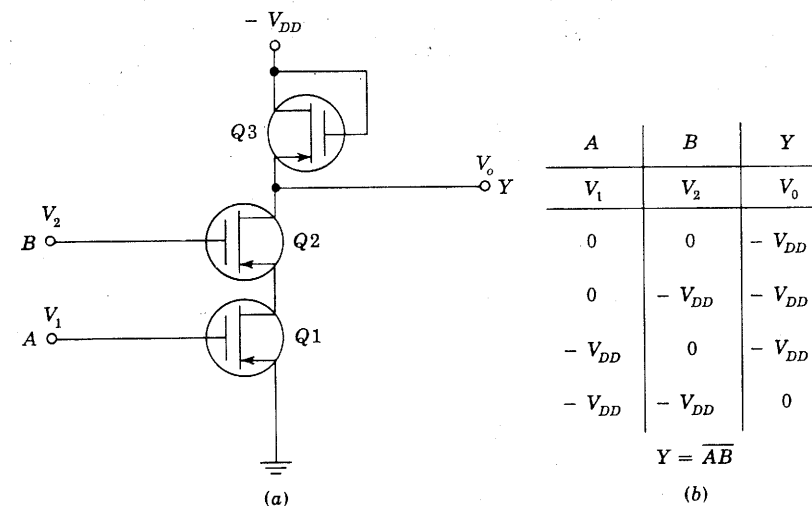 − V_DD
Q3
V_o
Y
V_2
B
Q2
V_1
A
Q1
(a)
A B Y
V_1 V_2 V_0
0 0 − V_DD
0 − V_DD − V_DD
− V_DD 0 − V_DD
− V_DD − V_DD 0
Y = \overline{AB}
(b)